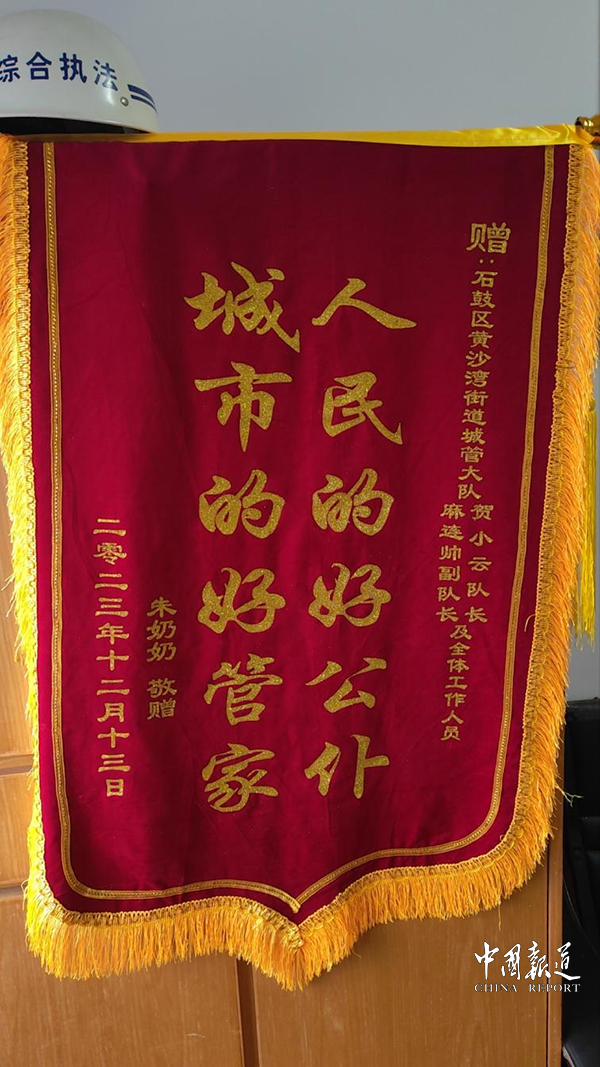 综合执法
赠：石鼓区黄沙湾街道城管大队
贺小云队长
麻连帅副队长
及全体工作人员
人民的好公仆
城市的好管家
朱奶奶 敬赠
二零二三年十二月十三日
中国报道
CHINA REPORT